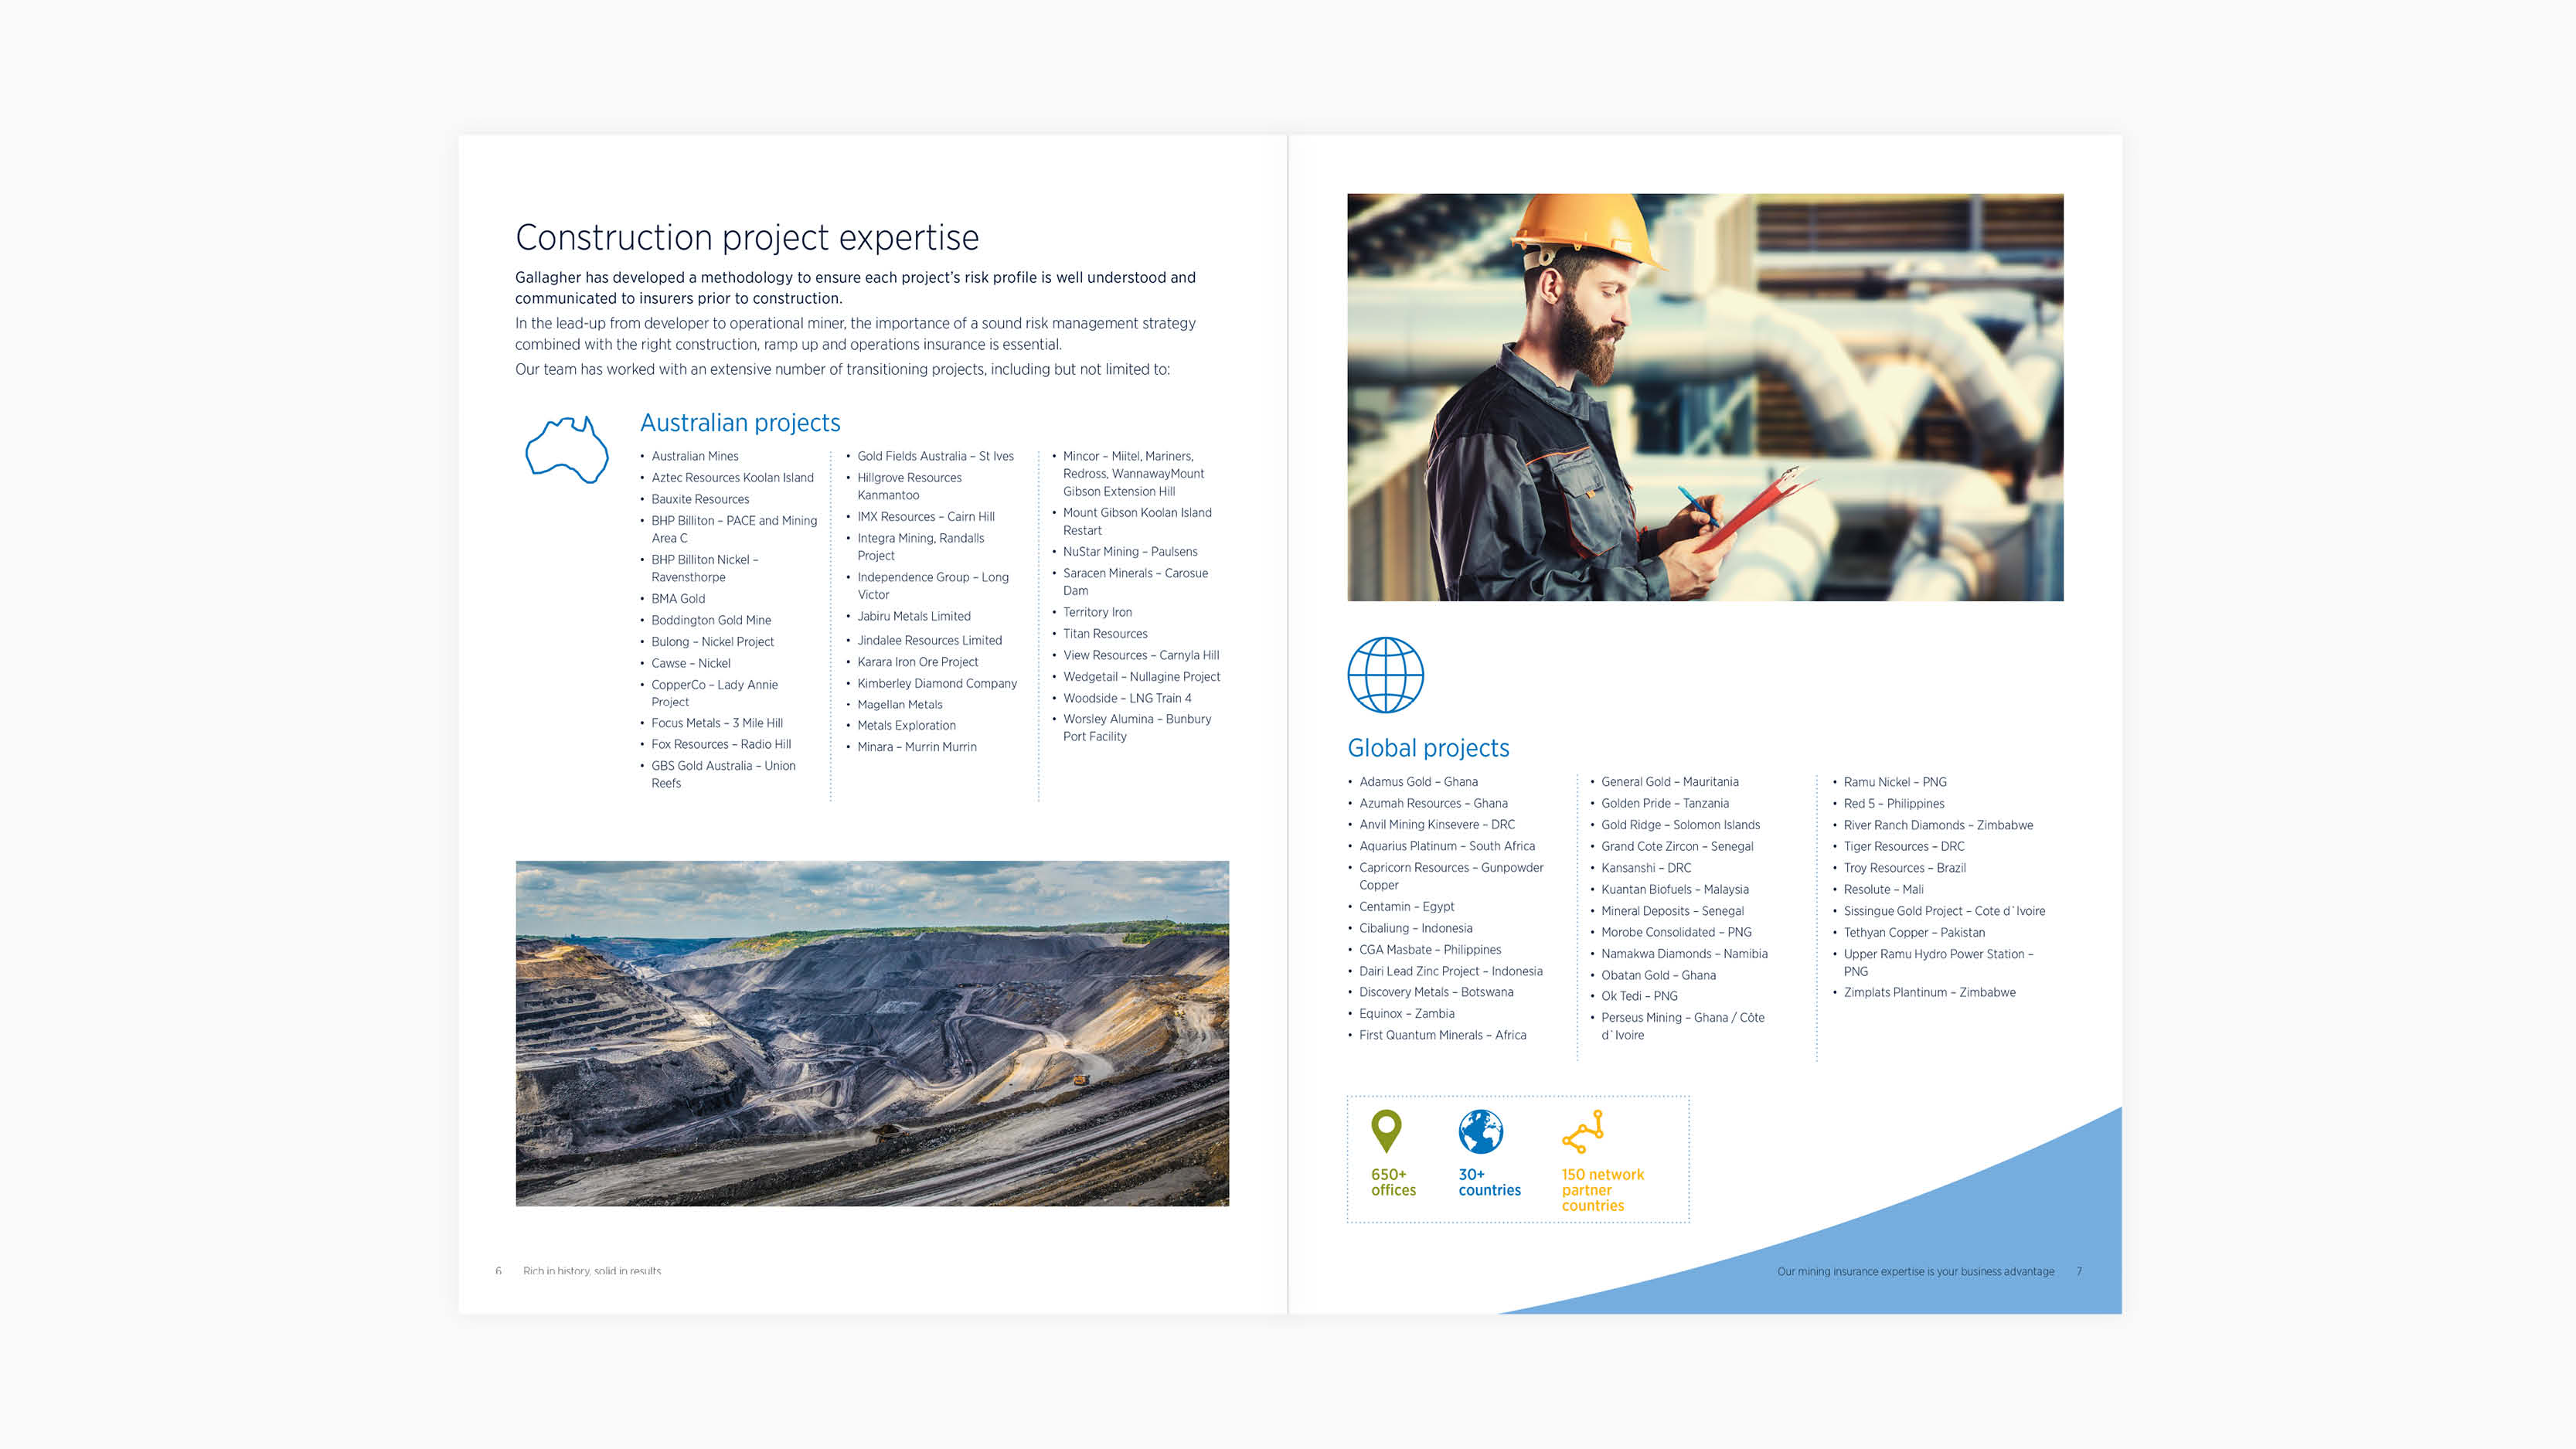 Construction project expertise
Gallagher has developed a methodology to ensure each project's risk profile is well understood and
communicated to insurers prior to construction.
In the lead-up from developer to operational miner, the importance of a sound risk management strategy
combined with the right construction, ramp up and operations insurance is essential.
Our team has worked with an extensive number of transitioning projects, including but not limited to:
Australian projects
• Australian Mines
• Aztec Resources Koolan Island
• Bauxite Resources
• BHP Billiton – PACE and Mining
Area C
• BHP Billiton Nickel –
Ravensthorpe
• BMA Gold
• Boddington Gold Mine
• Bulong – Nickel Project
• Cawse – Nickel
• CopperCo – Lady Annie
Project
• Focus Metals – 3 Mile Hill
• Fox Resources – Radio Hill
• GBS Gold Australia – Union
Reefs
• Gold Fields Australia – St Ives
• Hillgrove Resources
Kanmantoo
• IMX Resources – Cairn Hill
• Integra Mining, Randalls
Project
• Independence Group – Long
Victor
• Jabiru Metals Limited
• Jindalee Resources Limited
• Karara Iron Ore Project
• Kimberley Diamond Company
• Magellan Metals
• Metals Exploration
• Minara – Murrin Murrin
• Mincor – Miitel, Mariners,
Redross, WannawayMount
Gibson Extension Hill
• Mount Gibson Koolan Island
Restart
• NuStar Mining – Paulsens
• Saracen Minerals – Carosue
Dam
• Territory Iron
• Titan Resources
• View Resources – Carnyla Hill
• Wedgetail – Nullagine Project
• Woodside – LNG Train 4
• Worsley Alumina – Bunbury
Port Facility
6 Rich in history, solid in results
Global projects
• Adamus Gold – Ghana
• Azumah Resources – Ghana
• Anvil Mining Kinsevere – DRC
• Aquarius Platinum – South Africa
• Capricorn Resources – Gunpowder
Copper
• Centamin – Egypt
• Cibaliung – Indonesia
• CGA Masbate – Philippines
• Dairi Lead Zinc Project – Indonesia
• Discovery Metals – Botswana
• Equinox – Zambia
• First Quantum Minerals – Africa
• General Gold – Mauritania
• Golden Pride – Tanzania
• Gold Ridge – Solomon Islands
• Grand Cote Zircon – Senegal
• Kansanshi – DRC
• Kuantan Biofuels – Malaysia
• Mineral Deposits – Senegal
• Morobe Consolidated – PNG
• Namakwa Diamonds – Namibia
• Obatan Gold – Ghana
• Ok Tedi – PNG
• Perseus Mining – Ghana / Côte
d`Ivoire
• Ramu Nickel – PNG
• Red 5 – Philippines
• River Ranch Diamonds – Zimbabwe
• Tiger Resources – DRC
• Troy Resources – Brazil
• Resolute – Mali
• Sissingue Gold Project – Cote d`Ivoire
• Tethyan Copper – Pakistan
• Upper Ramu Hydro Power Station –
PNG
• Zimplats Plantinum – Zimbabwe
650+
offices
30+
countries
150 network
partner
countries
Our mining insurance expertise is your business advantage 7